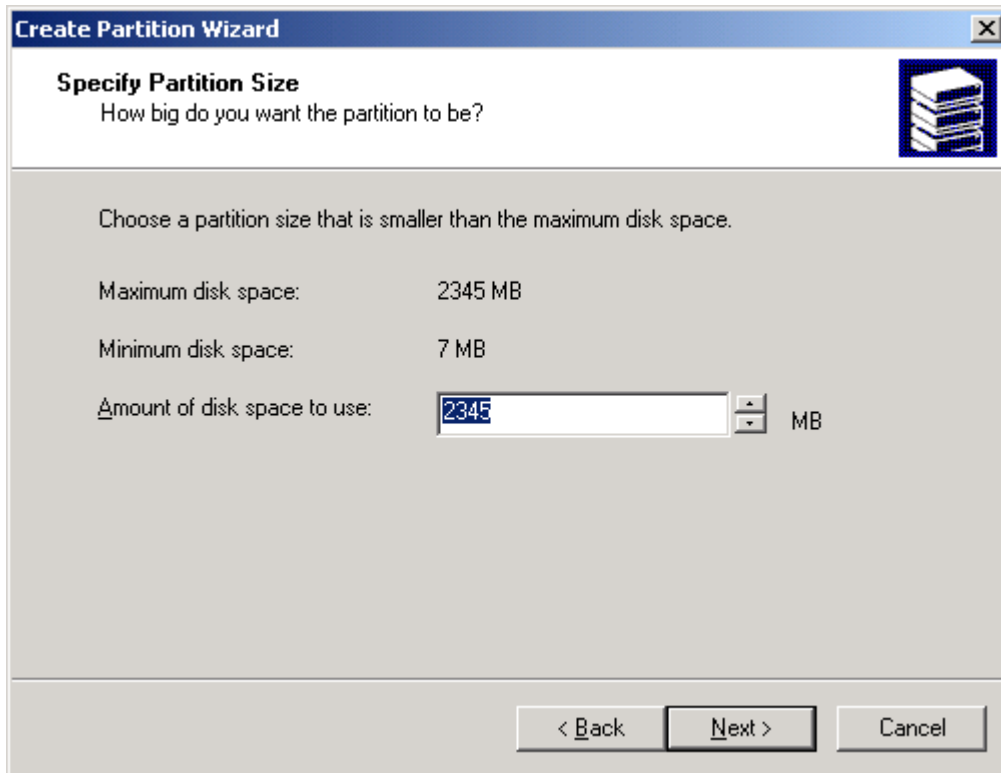 Create Partition Wizard
Specify Partition Size
How big do you want the partition to be?
Choose a partition size that is smaller than the maximum disk space.
Maximum disk space: 2345 MB
Minimum disk space: 7 MB
Amount of disk space to use: 2345 MB
< Back Next > Cancel